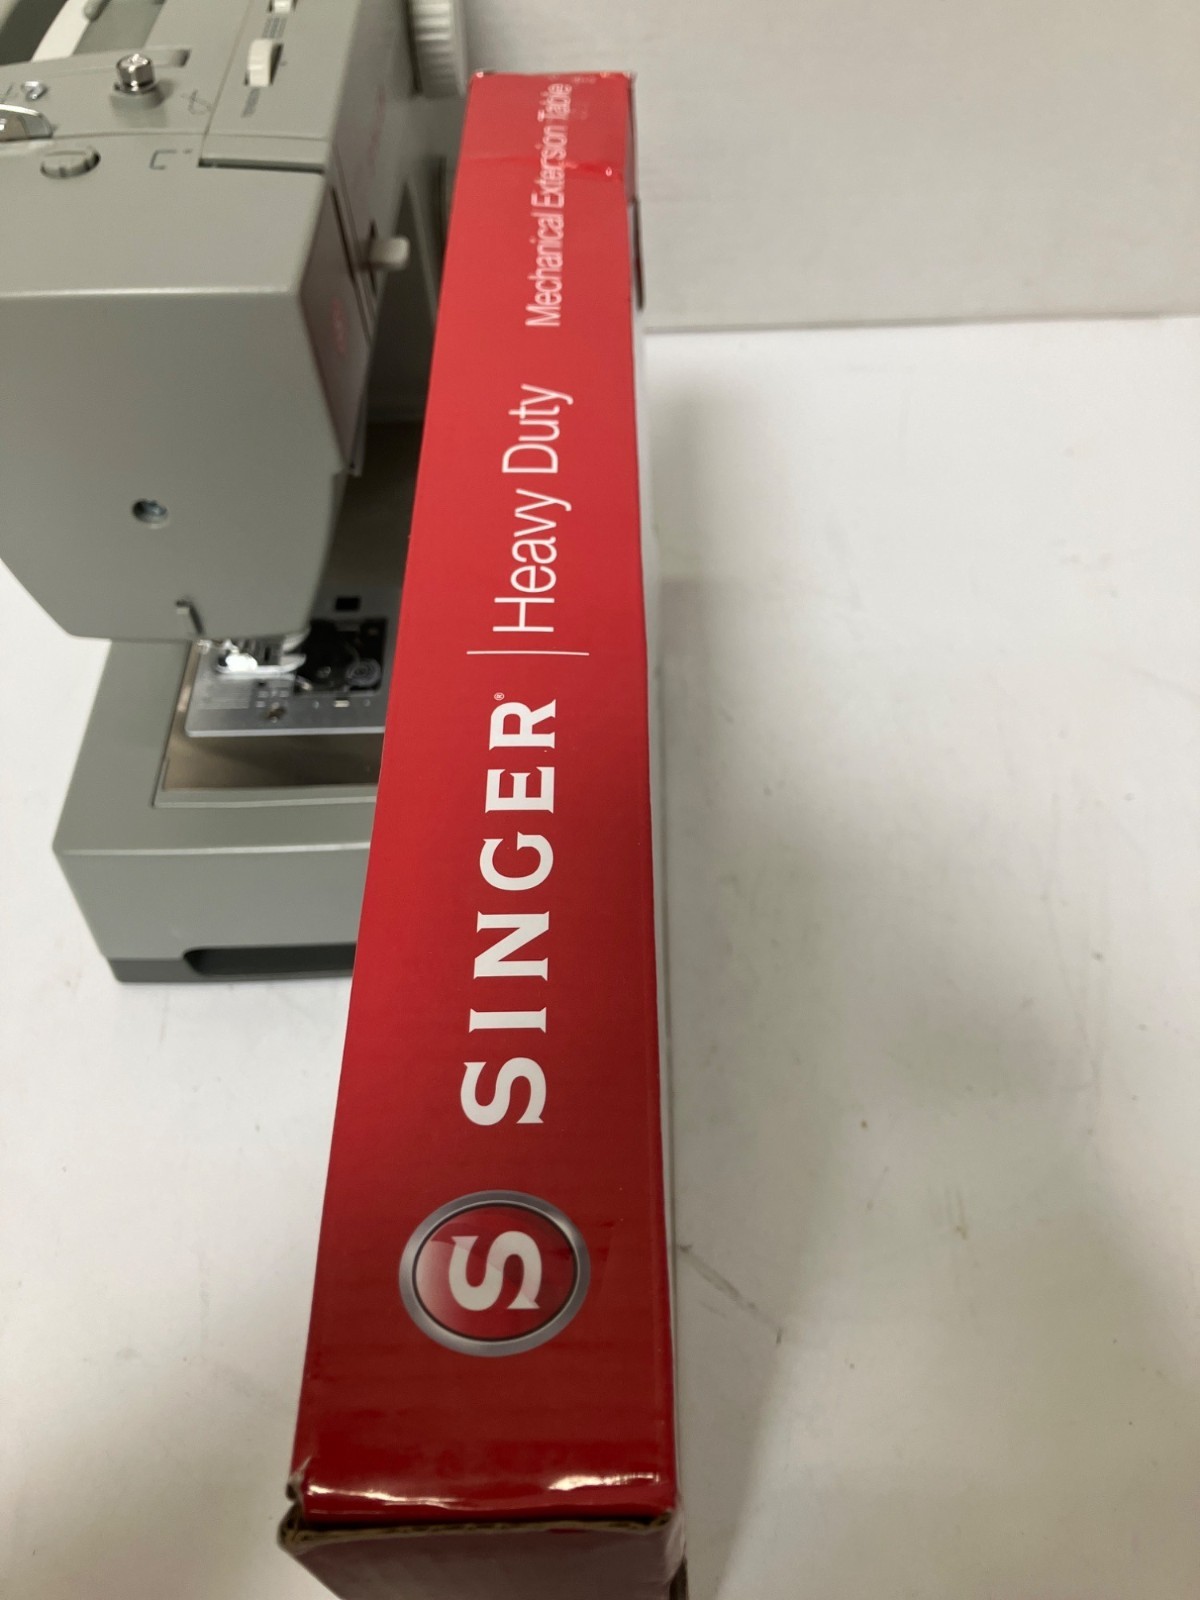 S SINGER® | Heavy Duty Mechanical Extension Table